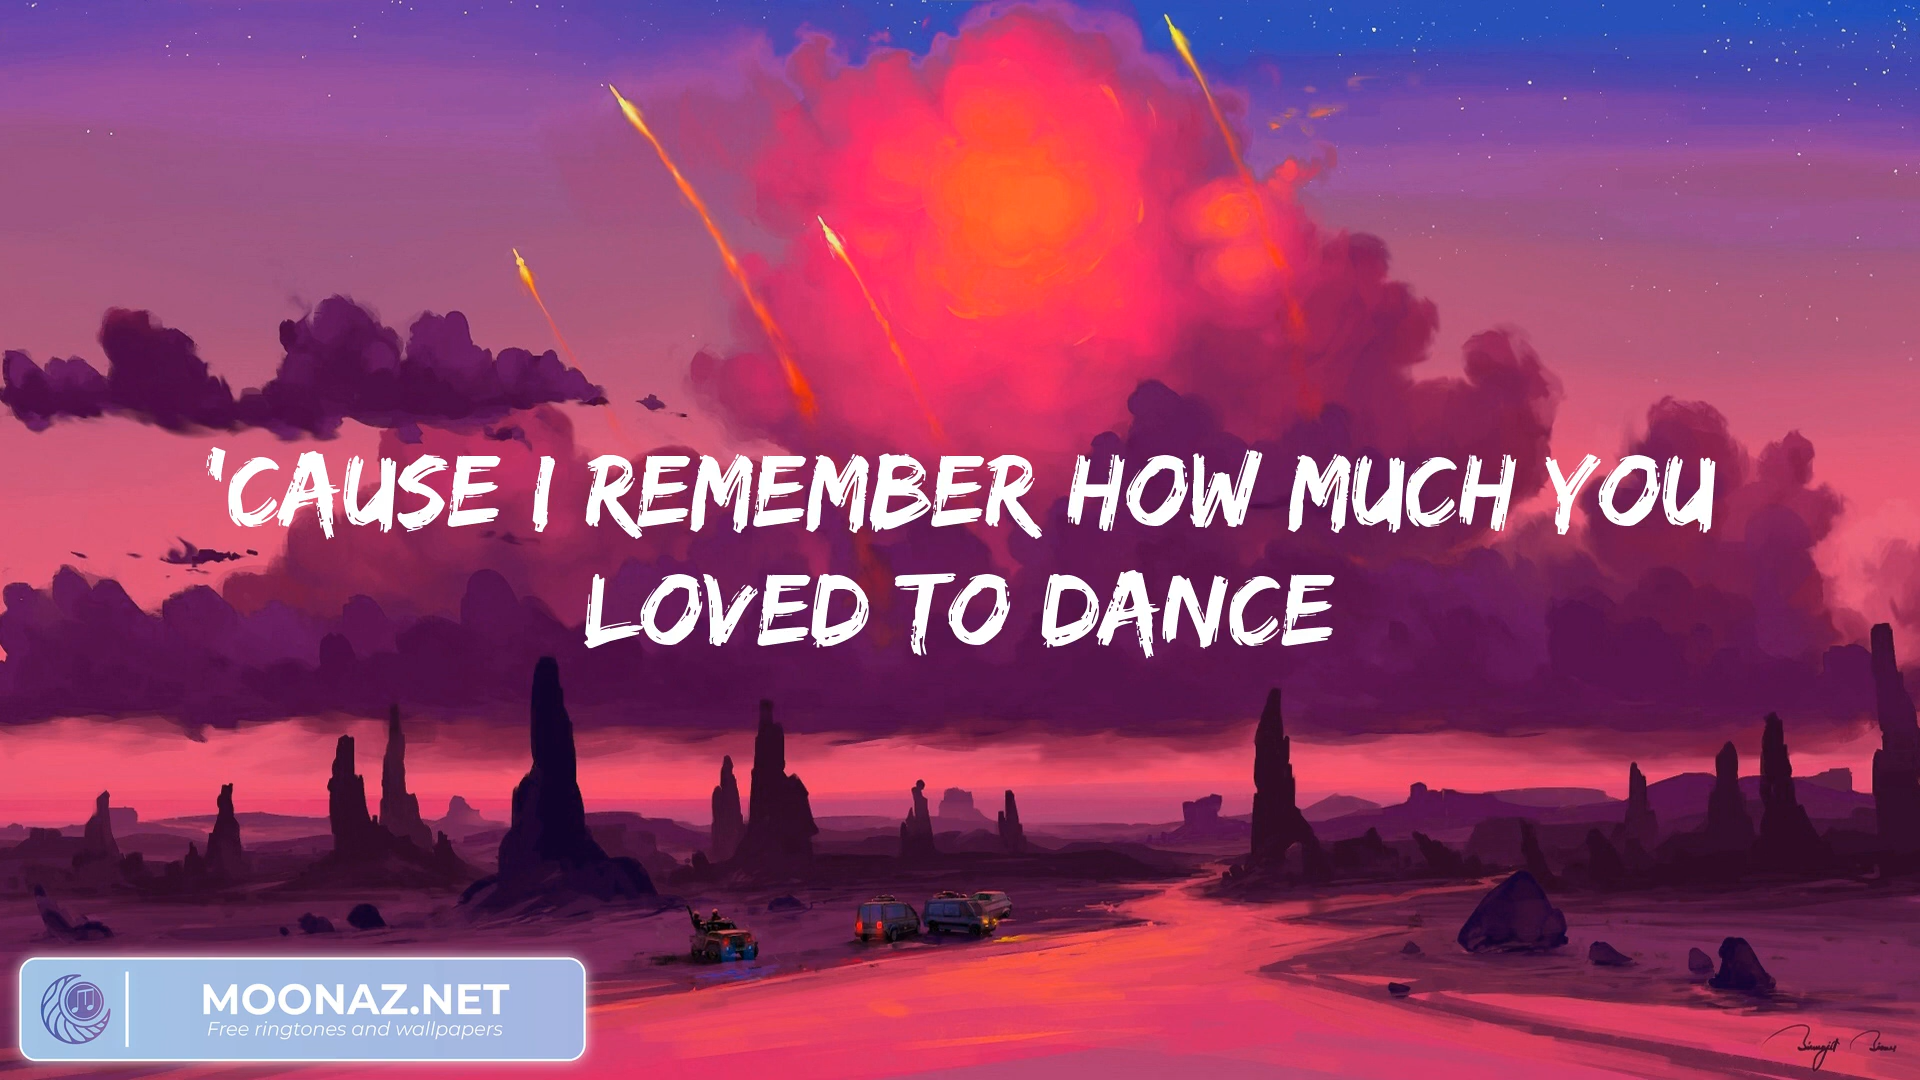 'CAUSE I REMEMBER HOW MUCH YOU
LOVED TO DANCE
MOONAZ.NET
Free ringtones and wallpapers